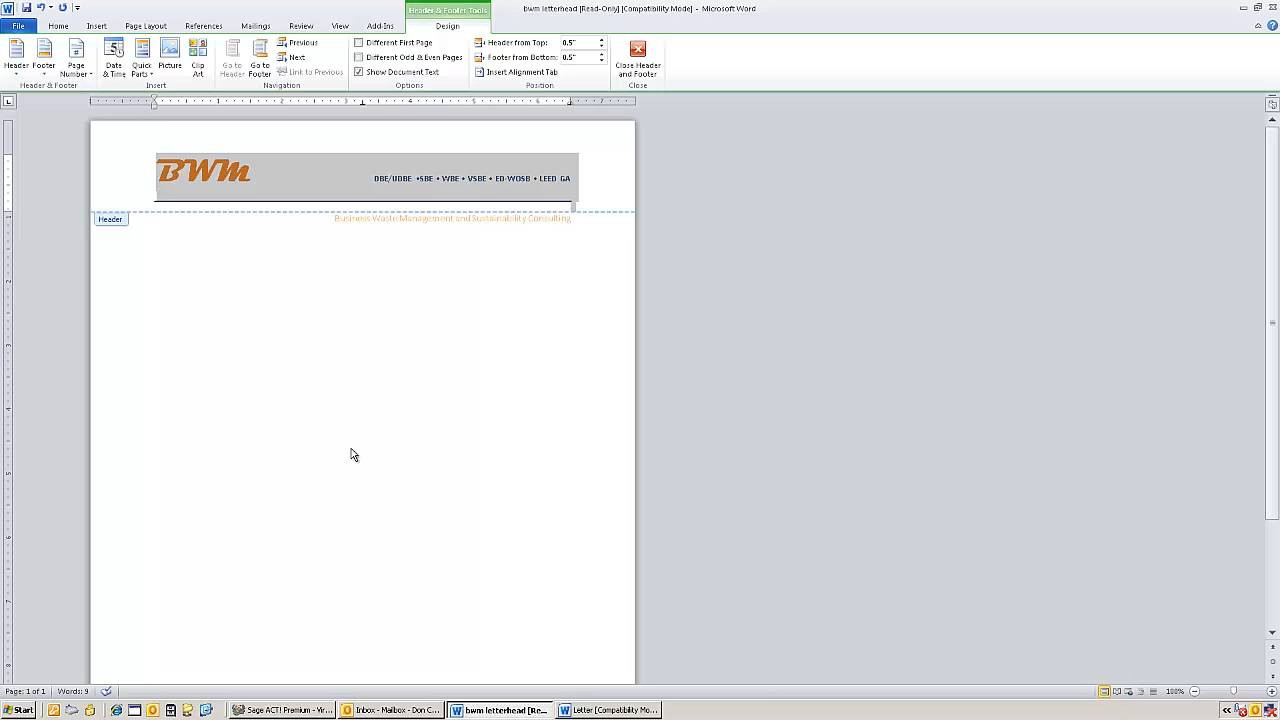 Header & Footer Tools
bwm letterhead [Read-Only] [Compatibility Mode] - Microsoft Word
File Home Insert Page Layout References Mailings Review View Add-Ins Design
Header Footer Page Number Date & Time Quick Parts Picture Clip Art Go to Header Go to Footer
Previous
Next
Link to Previous
Different First Page
Different Odd & Even Pages
Show Document Text
Header from Top: 0.5"
Footer from Bottom: 0.5"
Insert Alignment Tab
Close Header and Footer
Header & Footer Insert Navigation Options Position Close
BWM
DBE/UDBE •SBE • WBE • VSBE • ED-WOSB • LEED GA
Header
Business Waste Management and Sustainability Consulting
Page: 1 of 1 Words: 9
100%
Start Sage ACT! Premium - Vir... Inbox - Mailbox - Don C... bwm letterhead [Re... Letter [Compatibility Mo...